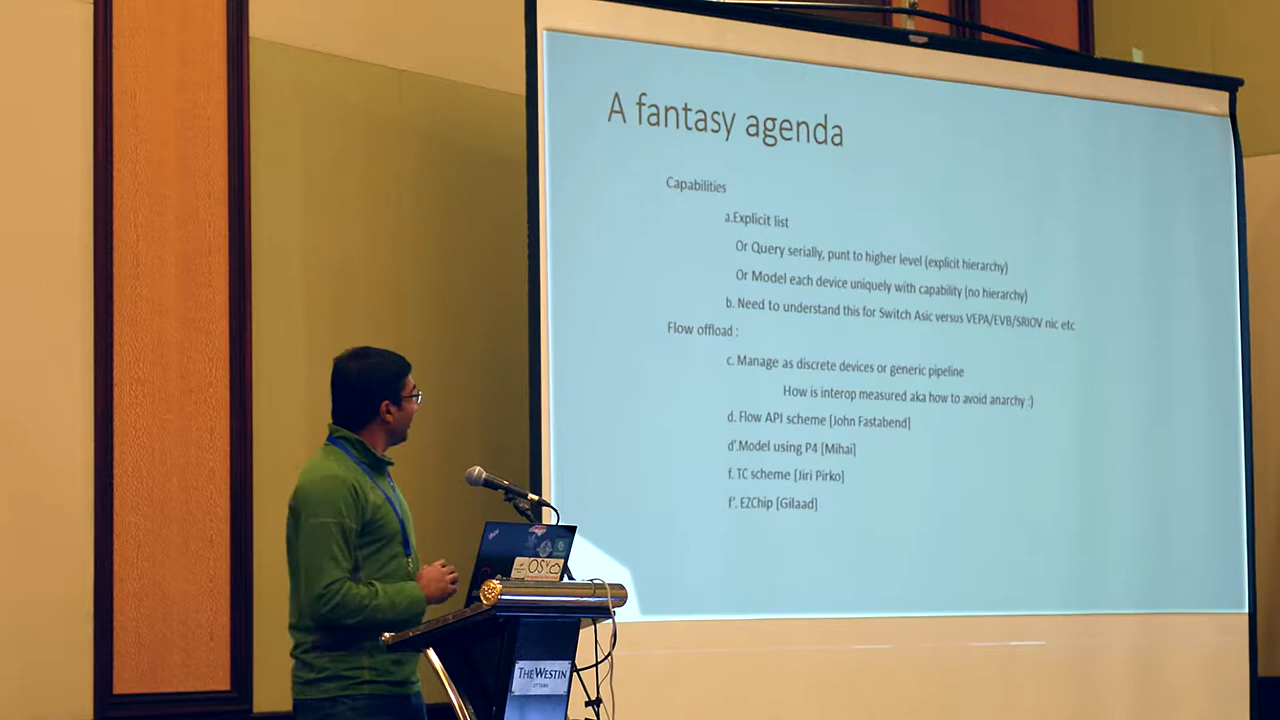 A fantasy agenda
Capabilities
a.Explicit list
Or Query serially, punt to higher level (explicit hierarchy)
Or Model each device uniquely with capability (no hierarchy)
b. Need to understand this for Switch Asic versus VEPA/EVB/SRIOV nic etc
Flow offload :
c. Manage as discrete devices or generic pipeline
How is interop measured aka how to avoid anarchy :)
d. Flow API scheme [John Fastabend]
d'.Model using P4 [Mihai]
f. TC scheme [Jiri Pirko]
f'. EZChip [Gilaad]
OSv
THE WESTIN
OTTAWA